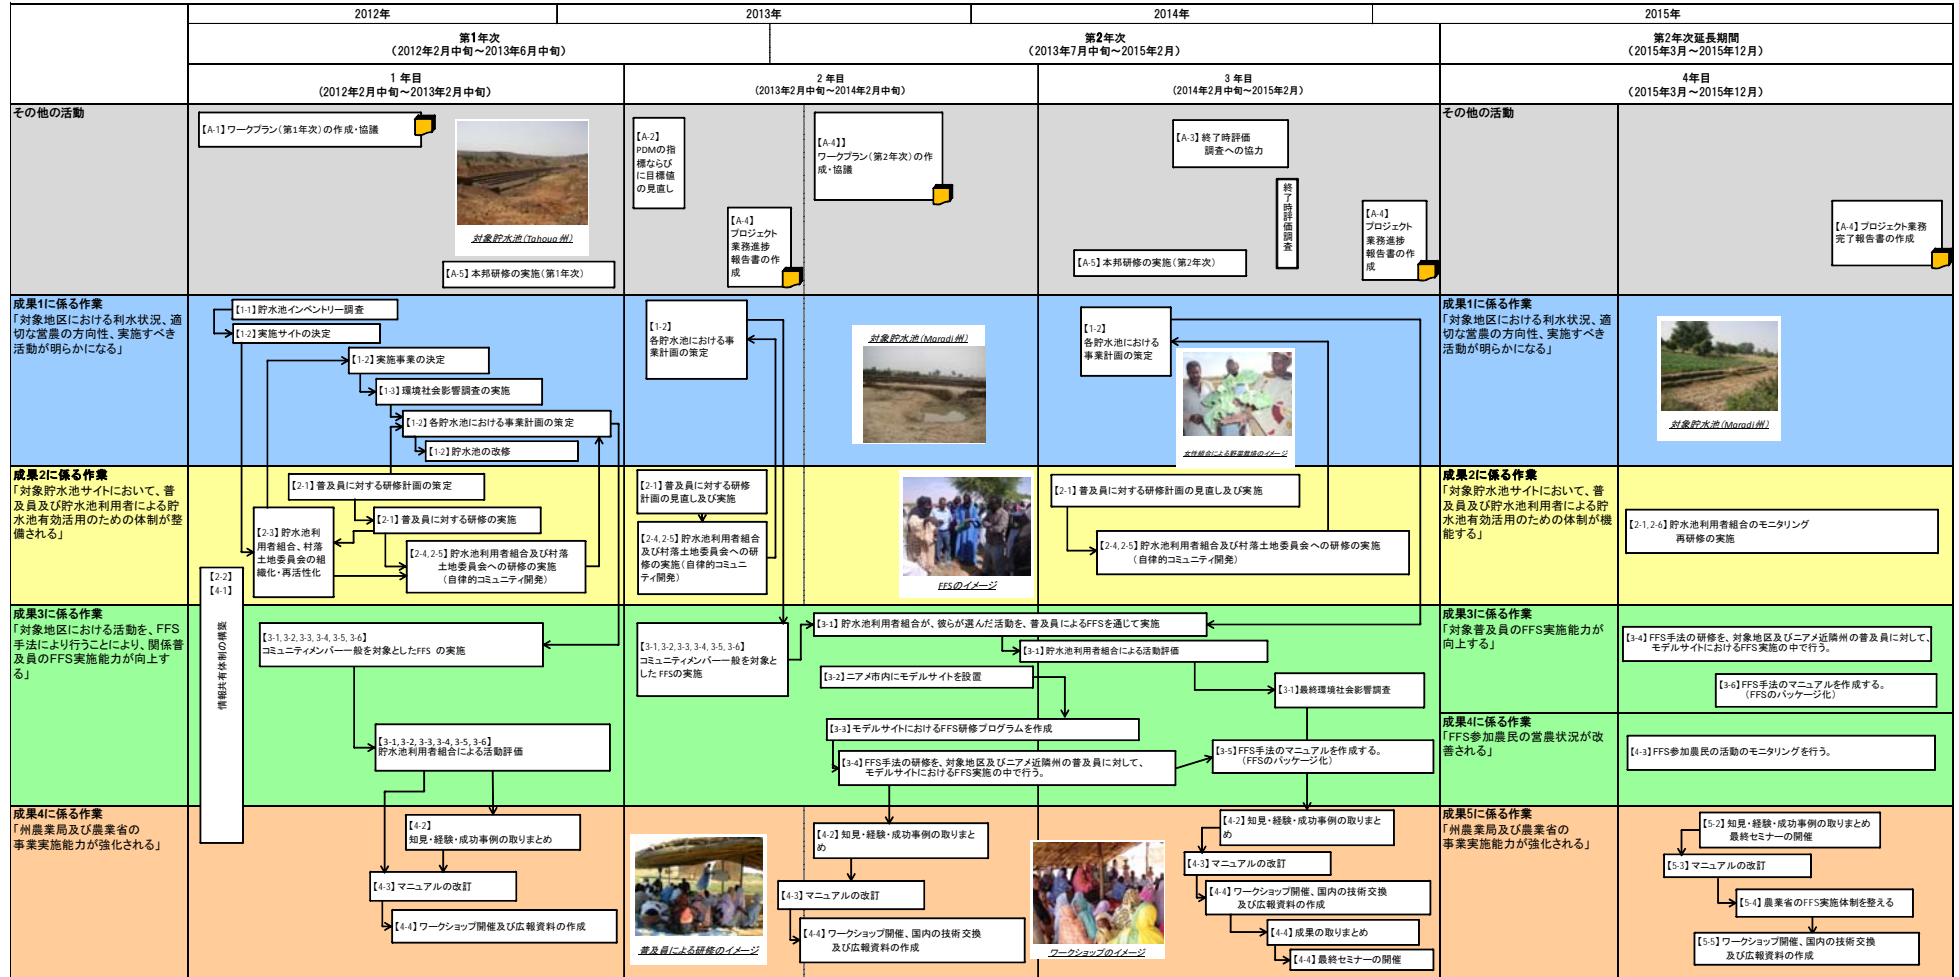 2012年
2013年
2014年
2015年
第1年次
（2012年2月中旬～2013年6月中旬）
第2年次
（2013年7月中旬～2015年2月）
第2年次延長期間
（2015年3月～2015年12月）
1 年目
（2012年2月中旬～2013年2月中旬）
2 年目
（2013年2月中旬～2014年2月中旬）
3 年目
（2014年2月中旬～2015年2月）
4年目
（2015年3月～2015年12月）
その他の活動
【A-1】ワークプラン（第1年次）の作成・協議
対象貯水池（Tahoua 州）
【A-5】本邦研修の実施（第1年次）
【A-2】
PDMの指
標ならび
に目標値
の見直し
【A-4】
プロジェクト
業務進捗
報告書の作
成
【A-4】】
ワークプラン（第2年次）の作
成・協議
【A-3】終了時評価
調査への協力
終了時評価調査
【A-5】本邦研修の実施（第2年次）
【A-4】
プロジェクト
業務進捗
報告書の作
成
その他の活動
【A-4】プロジェクト業務
完了報告書の作成
成果1に係る作業
「対象地区における利水状況、適
切な営農の方向性、実施すべき
活動が明らかになる」
【1-1】貯水池インベントリー調査
【1-2】実施サイトの決定
【1-2】実施事業の決定
【1-3】環境社会影響調査の実施
【1-2】各貯水池における事業計画の策定
【1-2】貯水池の改修
【1-2】
各貯水池における事
業計画の策定
対象貯水池（Maradi 州）
【1-2】
各貯水池における
事業計画の策定
女性組合による野菜栽培のイメージ
成果1に係る作業
「対象地区における利水状況、適
切な営農の方向性、実施すべき
活動が明らかになる」
対象貯水池（Maradi 州）
成果2に係る作業
「対象貯水池サイトにおいて、普
及員及び貯水池利用者による貯
水池有効活用のための体制が整
備される」
【2-1】普及員に対する研修計画の策定
【2-1】普及員に対する研修の実施
【2-3】貯水池利
用者組合、村落
土地委員会の組
織化・再活性化
【2-4, 2-5】貯水池利用者組合及び村落
土地委員会への研修の実施
（自律的コミュニティ開発）
【2-1】普及員に対する研修
計画の見直し及び実施
【2-4, 2-5】貯水池利用者組合
及び村落土地委員会への研
修の実施（自律的コミュニ
ティ開発）
FFSのイメージ
【2-1】普及員に対する研修計画の見直し及び実施
【2-4, 2-5】貯水池利用者組合及び村落土地委員会への研修の実施
（自律的コミュニティ開発）
成果2に係る作業
「対象貯水池サイトにおいて、普
及員及び貯水池利用者による貯
水池有効活用のための体制が機
能する」
【2-1, 2-6】貯水池利用者組合のモニタリング
再研修の実施
【2-2】
【4-1】
情報共有体制の構築
成果3に係る作業
「対象地区における活動を、FFS
手法により行うことにより、関係普
及員のFFS実施能力が向上す
る」
【3-1, 3-2, 3-3, 3-4, 3-5, 3-6】
コミュニティメンバー一般を対象としたFFS の実施
【3-1, 3-2, 3-3, 3-4, 3-5, 3-6】
貯水池利用者組合による活動評価
【3-1, 3-2, 3-3, 3-4, 3-5, 3-6】
コミュニティメンバー一般を対象と
した FFSの実施
【3-1】貯水池利用者組合が、彼らが選んだ活動を、普及員によるFFSを通じて実施
【3-1】貯水池利用者組合による活動評価
【3-2】ニアメ市内にモデルサイトを設置
【3-1】最終環境社会影響調査
【3-3】モデルサイトにおけるFFS研修プログラムを作成
【3-4】FFS手法の研修を、対象地区及びニアメ近隣州の普及員に対して、
モデルサイトにおけるFFS実施の中で行う。
【3-5】FFS手法のマニュアルを作成する。
（FFSのパッケージ化）
成果3に係る作業
「対象普及員のFFS実施能力が
向上する」
【3-4】FFS手法の研修を、対象地区及びニアメ近隣州の普及員に対して、
モデルサイトにおけるFFS実施の中で行う。
【3-6】FFS手法のマニュアルを作成する。
（FFSのパッケージ化）
成果4に係る作業
「FFS参加農民の営農状況が改
善される」
【4-3】FFS参加農民の活動のモニタリングを行う。
成果4に係る作業
「州農業局及び農業省の
事業実施能力が強化される」
【4-2】
知見・経験・成功事例の取りまとめ
【4-3】マニュアルの改訂
【4-4】ワークショップ開催及び広報資料の作成
普及員による研修のイメージ
【4-2】知見・経験・成功事例の取りまと
め
【4-3】マニュアルの改訂
【4-4】ワークショップ開催、国内の技術交換
及び広報資料の作成
ワークショップのイメージ
【4-2】知見・経験・成功事例の取りまと
め
【4-3】マニュアルの改訂
【4-4】ワークショップ開催、国内の技術交換
及び広報資料の作成
【4-4】成果の取りまとめ
【4-4】最終セミナーの開催
成果5に係る作業
「州農業局及び農業省の
事業実施能力が強化される」
【5-2】知見・経験・成功事例の取りまとめ
最終セミナーの開催
【5-3】マニュアルの改訂
【5-4】農業省のFFS実施体制を整える
【5-5】ワークショップ開催、国内の技術交換
及び広報資料の作成